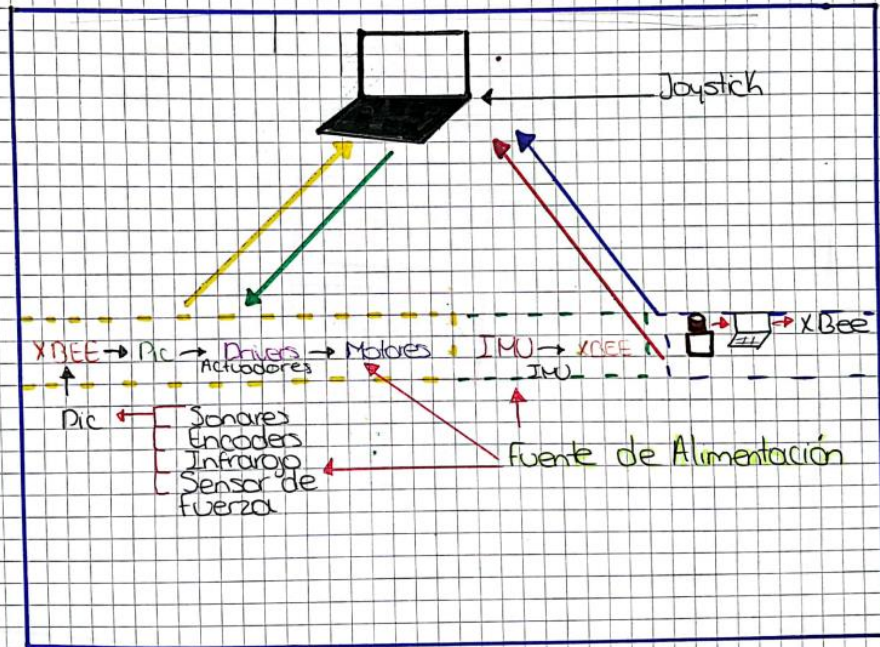 Joystick
XBEE → Pic → Drivers → Motores
Actuadores
IMU → XBEE
IMU
XBee
Pic
Sonares
Encoders
Infrarojo
Sensor de
fuerza
Fuente de Alimentación